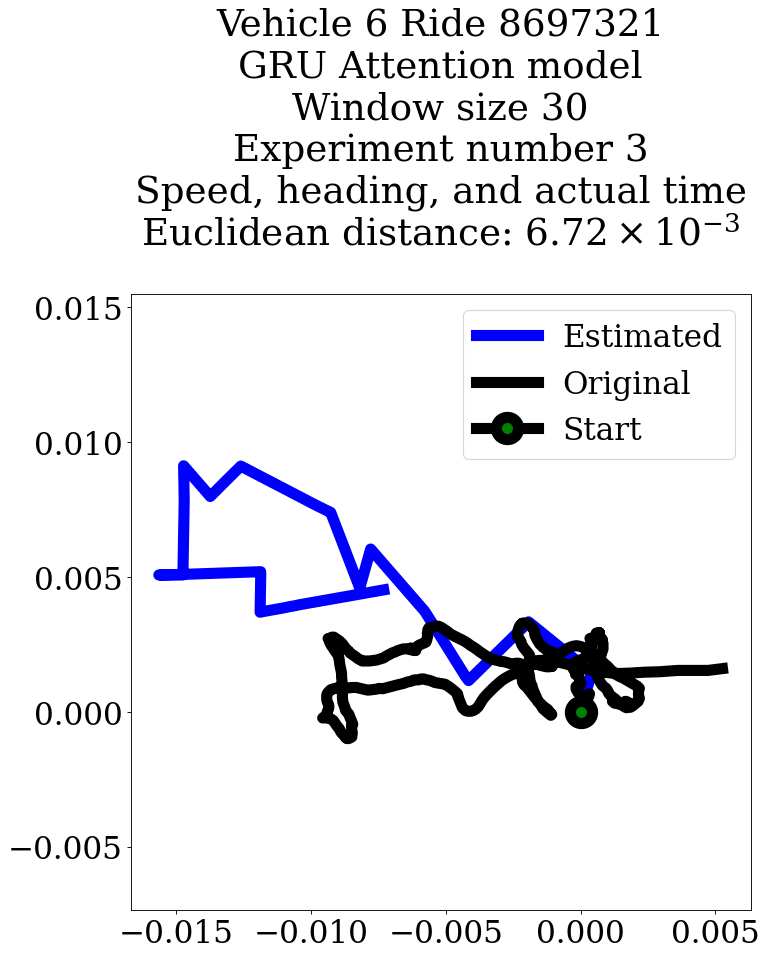 Vehicle 6 Ride 8697321
GRU Attention model
Window size 30
Experiment number 3
Speed, heading, and actual time
Euclidean distance: 6.72 × 10⁻³
Estimated
Original
Start
0.015
0.010
0.005
0.000
−0.005
−0.015 −0.010 −0.005 0.000 0.005